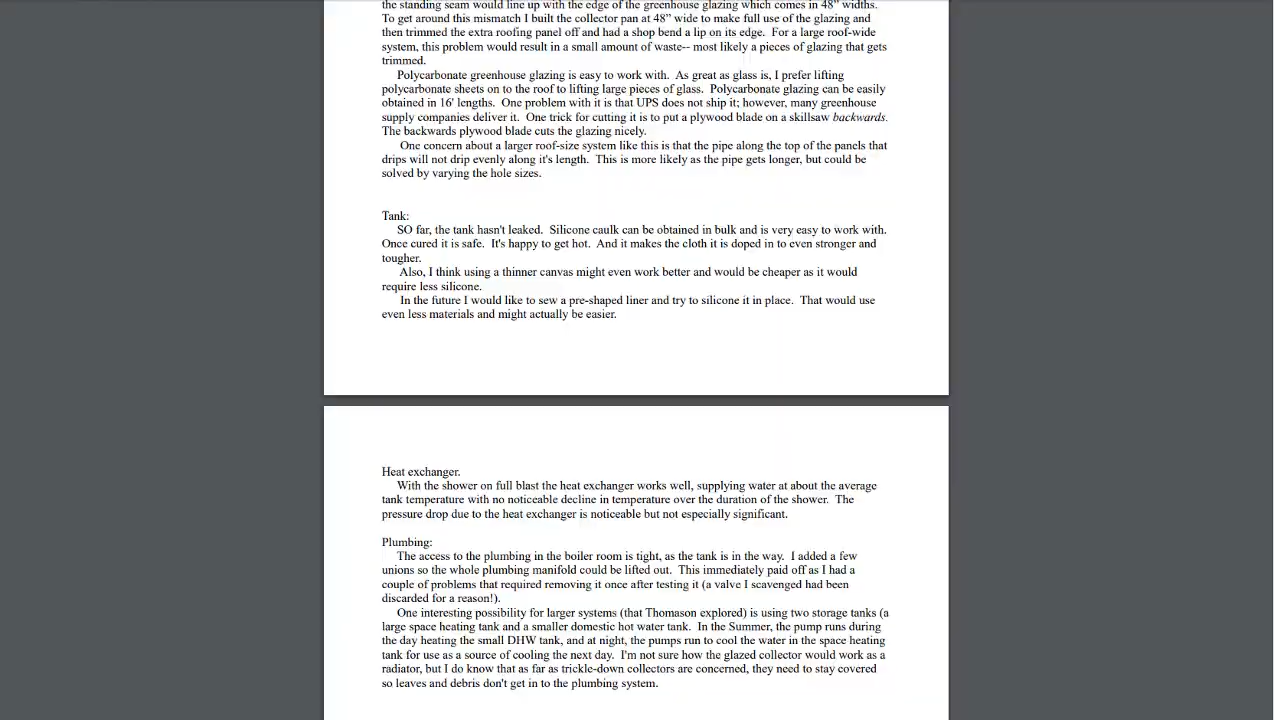 the standing seam would line up with the edge of the greenhouse glazing which comes in 48” widths.
To get around this mismatch I built the collector pan at 48” wide to make full use of the glazing and
then trimmed the extra roofing panel off and had a shop bend a lip on its edge.  For a large roof-wide
system, this problem would result in a small amount of waste-- most likely a pieces of glazing that gets
trimmed.
Polycarbonate greenhouse glazing is easy to work with.  As great as glass is, I prefer lifting
polycarbonate sheets on to the roof to lifting large pieces of glass.  Polycarbonate glazing can be easily
obtained in 16' lengths.  One problem with it is that UPS does not ship it; however, many greenhouse
supply companies deliver it.  One trick for cutting it is to put a plywood blade on a skillsaw backwards.
The backwards plywood blade cuts the glazing nicely.
One concern about a larger roof-size system like this is that the pipe along the top of the panels that
drips will not drip evenly along it's length.  This is more likely as the pipe gets longer, but could be
solved by varying the hole sizes.
Tank:
SO far, the tank hasn't leaked.  Silicone caulk can be obtained in bulk and is very easy to work with.
Once cured it is safe.  It's happy to get hot.  And it makes the cloth it is doped in to even stronger and
tougher.
Also, I think using a thinner canvas might even work better and would be cheaper as it would
require less silicone.
In the future I would like to sew a pre-shaped liner and try to silicone it in place.  That would use
even less materials and might actually be easier.
Heat exchanger.
With the shower on full blast the heat exchanger works well, supplying water at about the average
tank temperature with no noticeable decline in temperature over the duration of the shower.  The
pressure drop due to the heat exchanger is noticeable but not especially significant.
Plumbing:
The access to the plumbing in the boiler room is tight, as the tank is in the way.  I added a few
unions so the whole plumbing manifold could be lifted out.  This immediately paid off as I had a
couple of problems that required removing it once after testing it (a valve I scavenged had been
discarded for a reason!).
One interesting possibility for larger systems (that Thomason explored) is using two storage tanks (a
large space heating tank and a smaller domestic hot water tank.  In the Summer, the pump runs during
the day heating the small DHW tank, and at night, the pumps run to cool the water in the space heating
tank for use as a source of cooling the next day.  I'm not sure how the glazed collector would work as a
radiator, but I do know that as far as trickle-down collectors are concerned, they need to stay covered
so leaves and debris don't get in to the plumbing system.